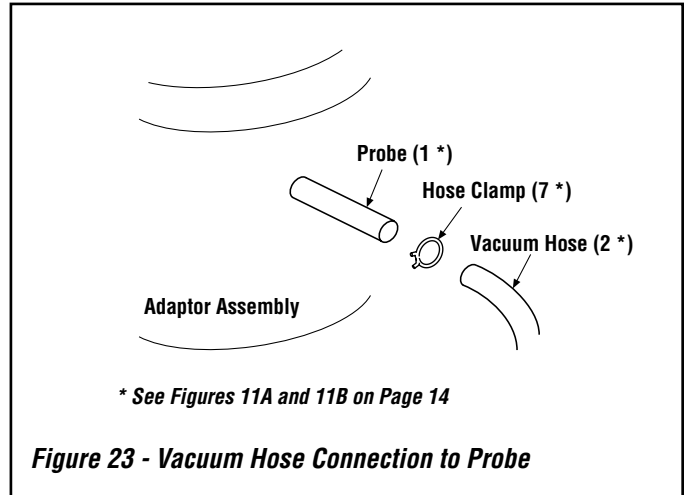 Probe (1 *)
Hose Clamp (7 *)
Vacuum Hose (2 *)
Adaptor Assembly
* See Figures 11A and 11B on Page 14
Figure 23 - Vacuum Hose Connection to Probe